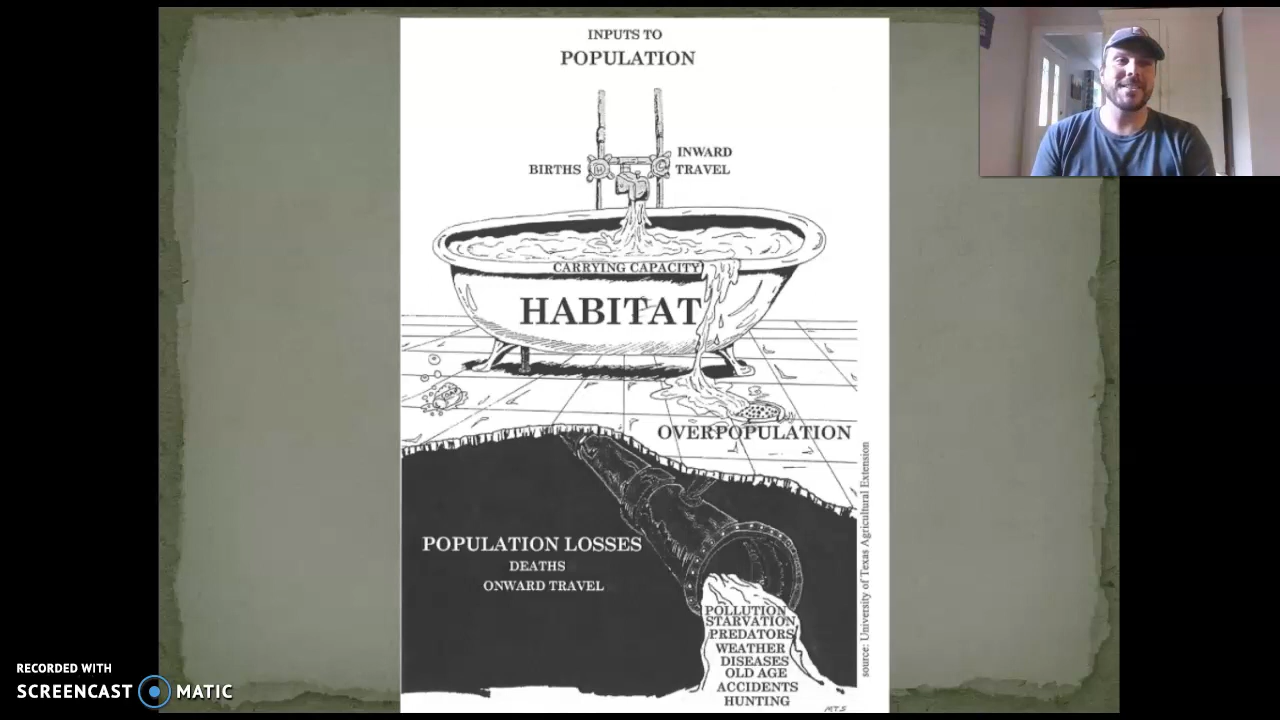 INPUTS TO
POPULATION
BIRTHS
INWARD
TRAVEL
CARRYING CAPACITY
HABITAT
OVERPOPULATION
POPULATION LOSSES
DEATHS
ONWARD TRAVEL
POLLUTION
STARVATION
PREDATORS
WEATHER
DISEASES
OLD AGE
ACCIDENTS
HUNTING
source: University of Texas Agricultural Extension
MTS
RECORDED WITH
SCREENCAST MATIC